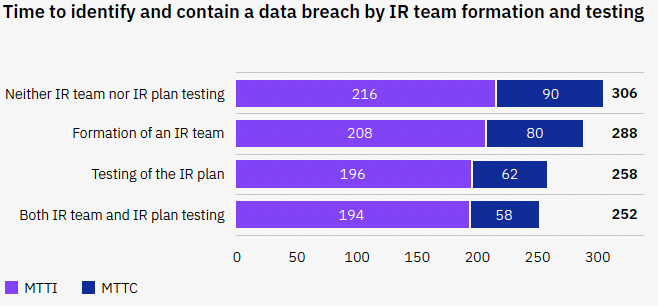 Time to identify and contain a data breach by IR team formation and testing
Neither IR team nor IR plan testing 216 90 306
Formation of an IR team 208 80 288
Testing of the IR plan 196 62 258
Both IR team and IR plan testing 194 58 252
0 50 100 150 200 250 300
MTTI MTTC